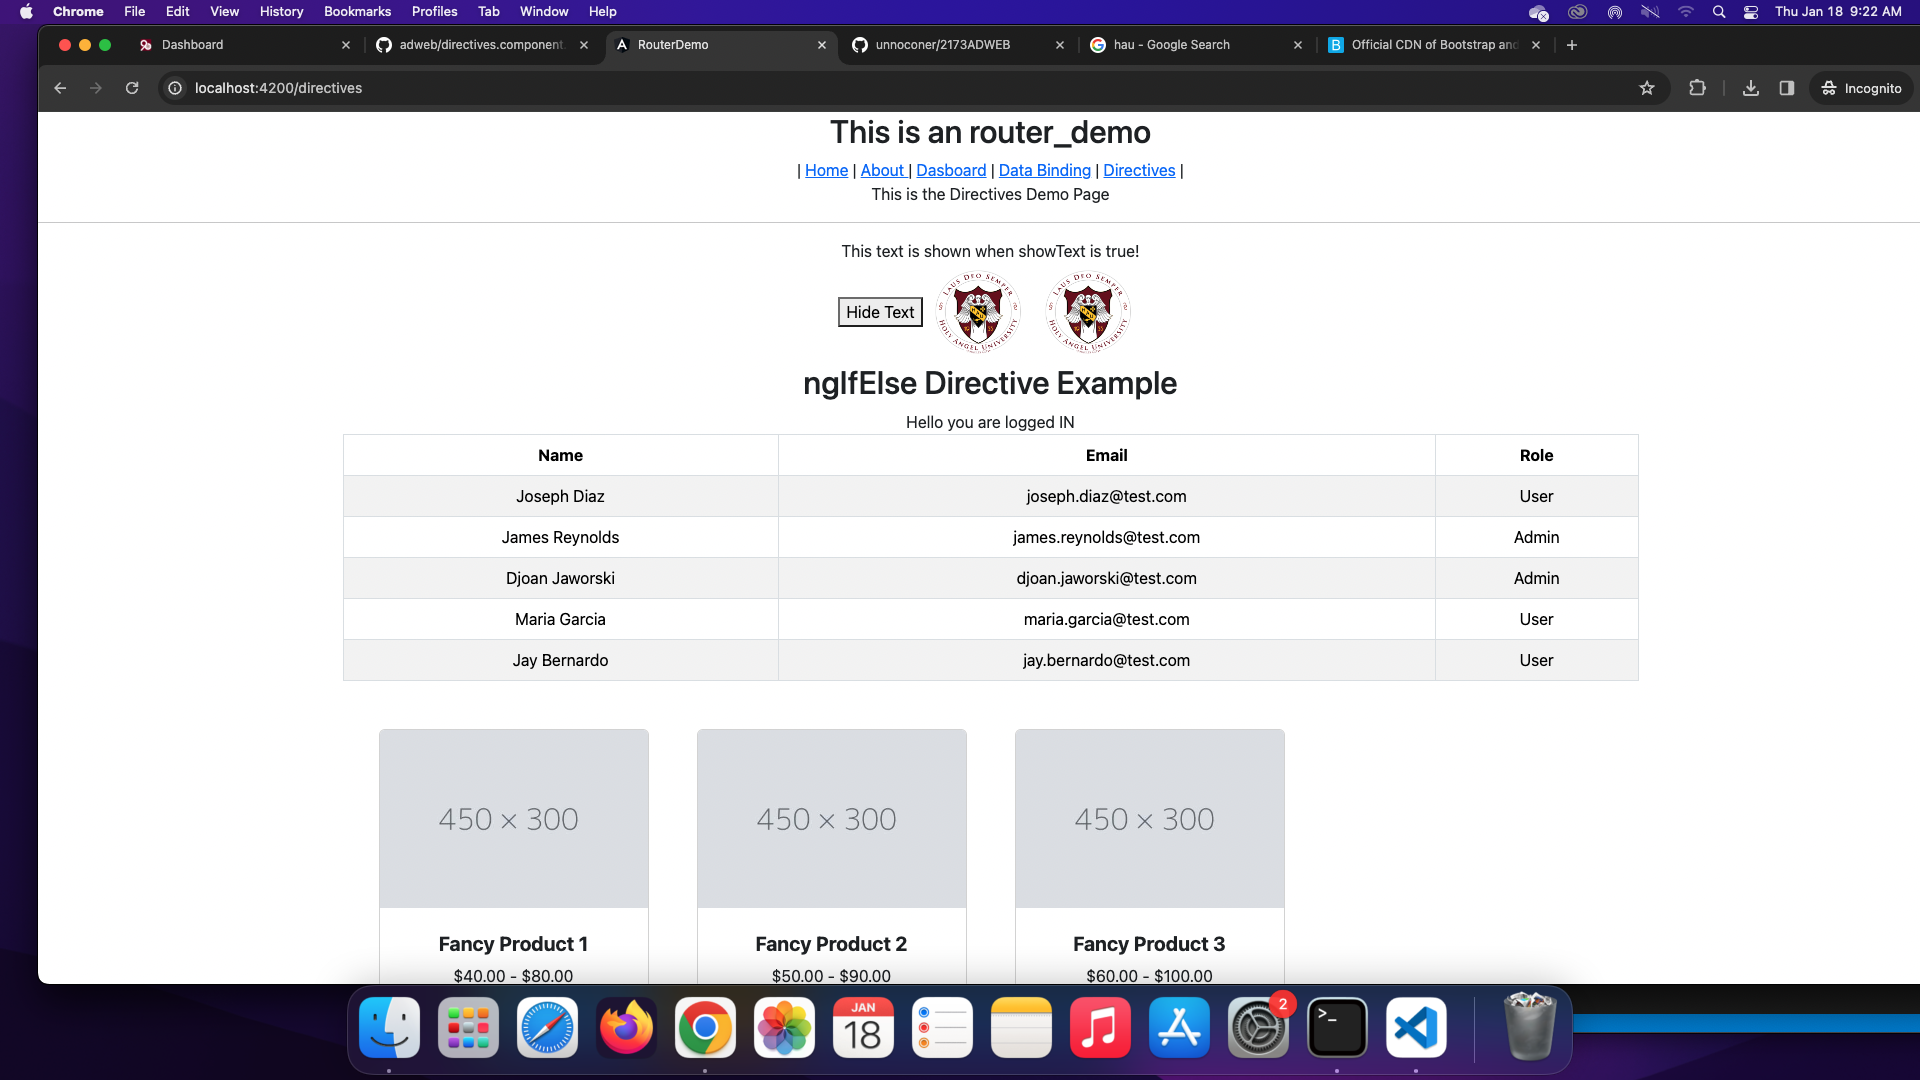 Chrome File Edit View History Bookmarks Profiles Tab Window Help Thu Jan 18 9:22 AM
Dashboard adweb/directives.component. RouterDemo unnoconer/2173ADWEB hau - Google Search Official CDN of Bootstrap and
localhost:4200/directives Incognito
This is an router_demo
| Home | About | Dasboard | Data Binding | Directives |
This is the Directives Demo Page
This text is shown when showText is true!
Hide Text
LAUS DEO SEMPER
HOLY ANGEL UNIVERSITY
LAUS DEO SEMPER
HOLY ANGEL UNIVERSITY
ngIfElse Directive Example
Hello you are logged IN
Name Email Role
Joseph Diaz joseph.diaz@test.com User
James Reynolds james.reynolds@test.com Admin
Djoan Jaworski djoan.jaworski@test.com Admin
Maria Garcia maria.garcia@test.com User
Jay Bernardo jay.bernardo@test.com User
450 × 300 450 × 300 450 × 300
Fancy Product 1 Fancy Product 2 Fancy Product 3
$40.00 - $80.00 $50.00 - $90.00 $60.00 - $100.00
JAN 2
18